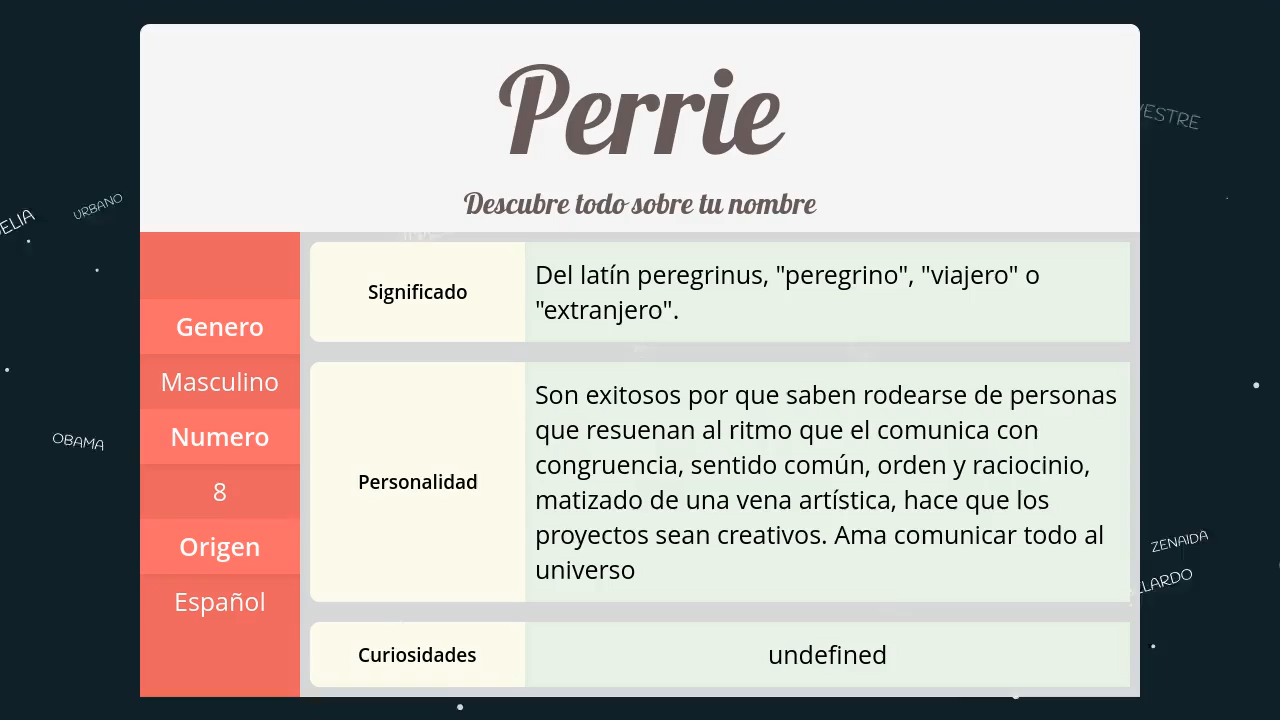 Perrie
Descubre todo sobre tu nombre
VESTRE
URBANO
ELIA
Genero
Masculino
Numero
8
Origen
Español
OBAMA
Significado
Del latín peregrinus, "peregrino", "viajero" o
"extranjero".
Personalidad
Son exitosos por que saben rodearse de personas
que resuenan al ritmo que el comunica con
congruencia, sentido común, orden y raciocinio,
matizado de una vena artística, hace que los
proyectos sean creativos. Ama comunicar todo al
universo
Curiosidades
undefined
ZENAIDA
LLARDO